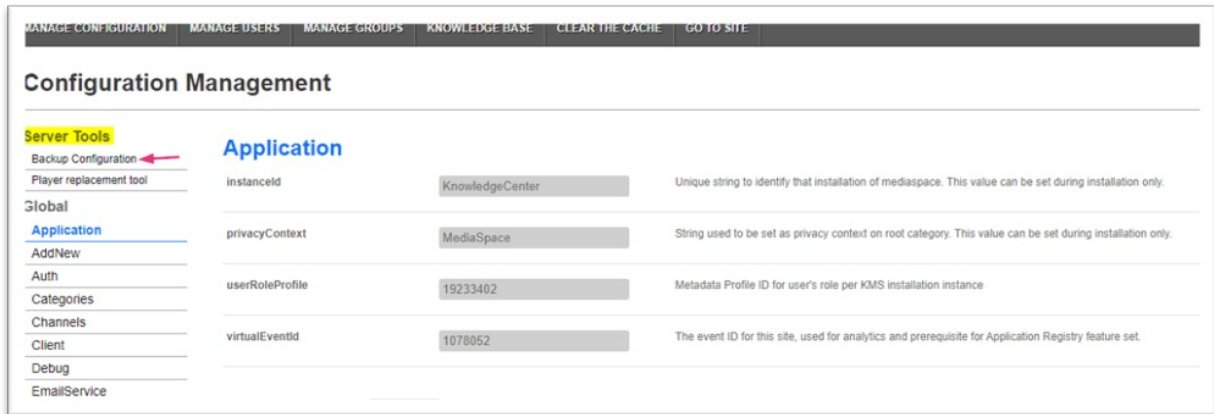 MANAGE CONFIGURATION MANAGE USERS MANAGE GROUPS KNOWLEDGE BASE CLEAR THE CACHE GO TO SITE
Configuration Management
Server Tools
Backup Configuration
Player replacement tool
Global
Application
AddNew
Auth
Categories
Channels
Client
Debug
EmailService
Application
instanceId KnowledgeCenter Unique string to identify that installation of mediaspace. This value can be set during installation only.
privacyContext MediaSpace String used to be set as privacy context on root category. This value can be set during installation only.
userRoleProfile 19233402 Metadata Profile ID for user's role per KMS installation instance
virtualEventId 1078052 The event ID for this site, used for analytics and prerequisite for Application Registry feature set.